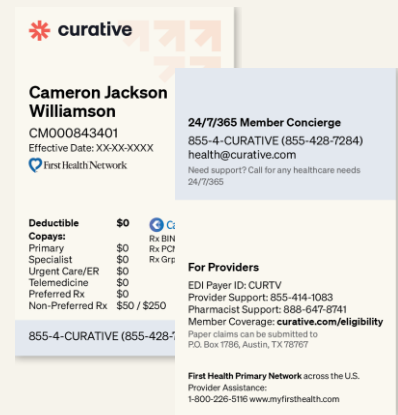 curative
Cameron Jackson
Williamson
CM000843401
Effective Date: XX-XX-XXXX
First Health Network
Deductible $0
Copays:
Primary $0
Specialist $0
Urgent Care/ER $0
Telemedicine $0
Preferred Rx $0
Non-Preferred Rx $50 / $250
Rx BIN
Rx PCN
Rx Grp
855-4-CURATIVE (855-428-7
24/7/365 Member Concierge
855-4-CURATIVE (855-428-7284)
health@curative.com
Need support? Call for any healthcare needs
24/7/365
For Providers
EDI Payer ID: CURTV
Provider Support: 855-414-1083
Pharmacist Support: 888-647-8741
Member Coverage: curative.com/eligibility
Paper claims can be submitted to
P.O. Box 1786, Austin, TX 78767
First Health Primary Network across the U.S.
Provider Assistance:
1-800-226-5116 www.myfirsthealth.com